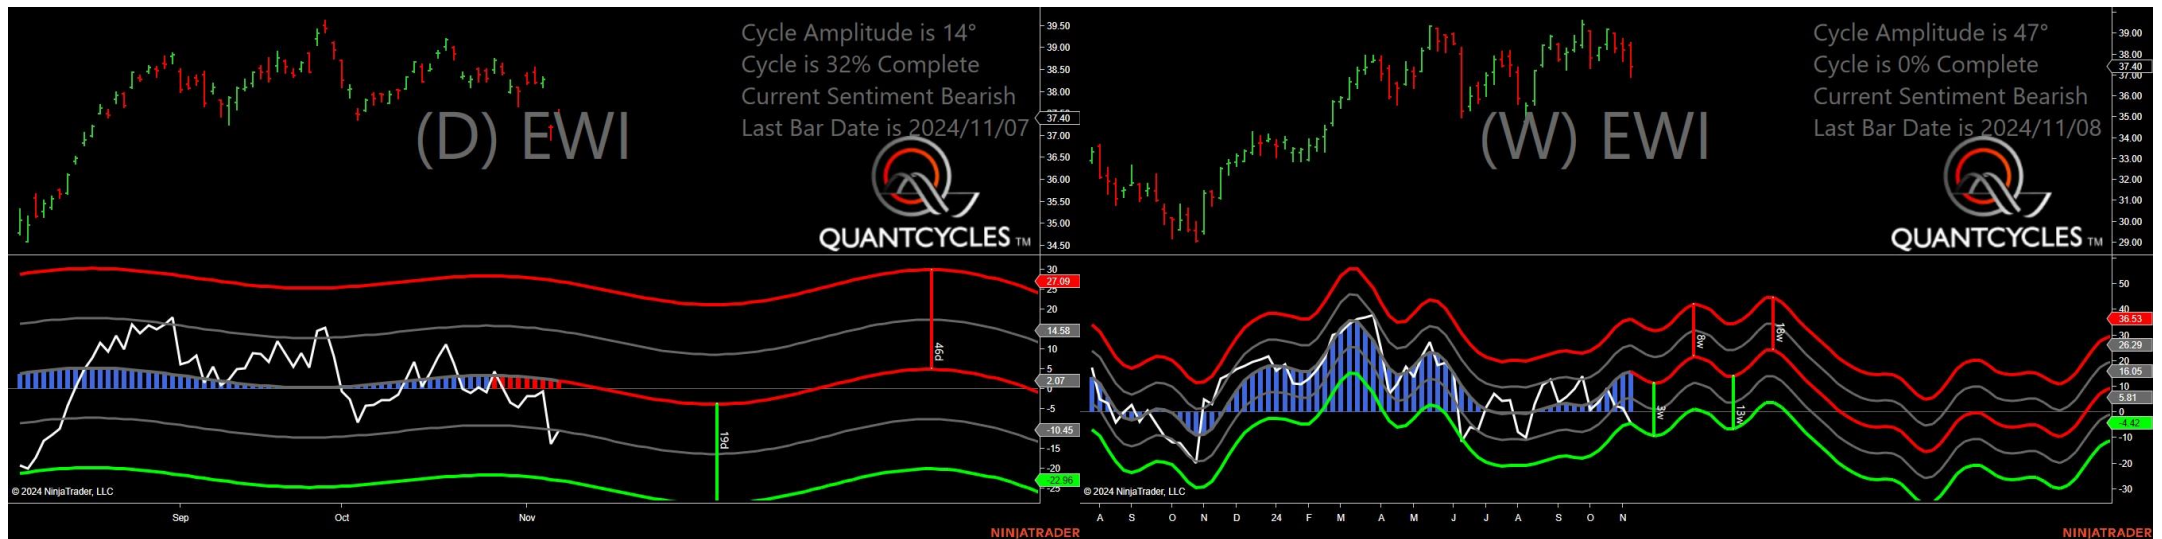 Cycle Amplitude is 14°
Cycle is 32% Complete
Current Sentiment Bearish
Last Bar Date is 2024/11/07
(D) EWI
QUANTCYCLES TM
39.50
39.00
38.50
38.00
37.40
37.00
36.50
36.00
35.50
35.00
34.50
30
27.09
25
20
14.58
10
5
2.07
0
-5
-10.45
-15
-20
-22.96
-25
46d
19d
© 2024 NinjaTrader, LLC
Sep Oct Nov
NINJATRADER
Cycle Amplitude is 47°
Cycle is 0% Complete
Current Sentiment Bearish
Last Bar Date is 2024/11/08
(W) EWI
QUANTCYCLES TM
39.00
38.00
37.40
37.00
36.00
35.00
34.00
33.00
32.00
31.00
30.00
29.00
50
40
36.53
30
26.29
20
16.05
10
5.81
0
-4.42
-10
-20
-30
8w
18w
3w
13w
© 2024 NinjaTrader, LLC
A S O N D 24 F M A M J J A S O N
NINJATRADER